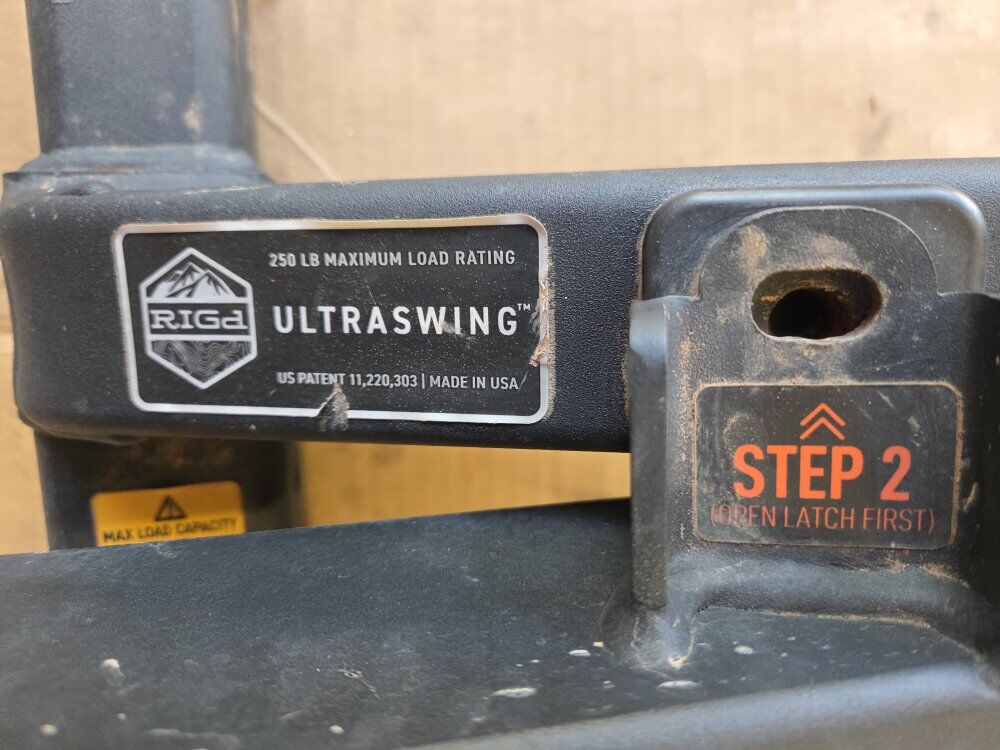 250 LB MAXIMUM LOAD RATING
RIGd
ULTRASWING™
US PATENT 11,220,303 | MADE IN USA
STEP 2
(OPEN LATCH FIRST)
MAX LOAD CAPACITY